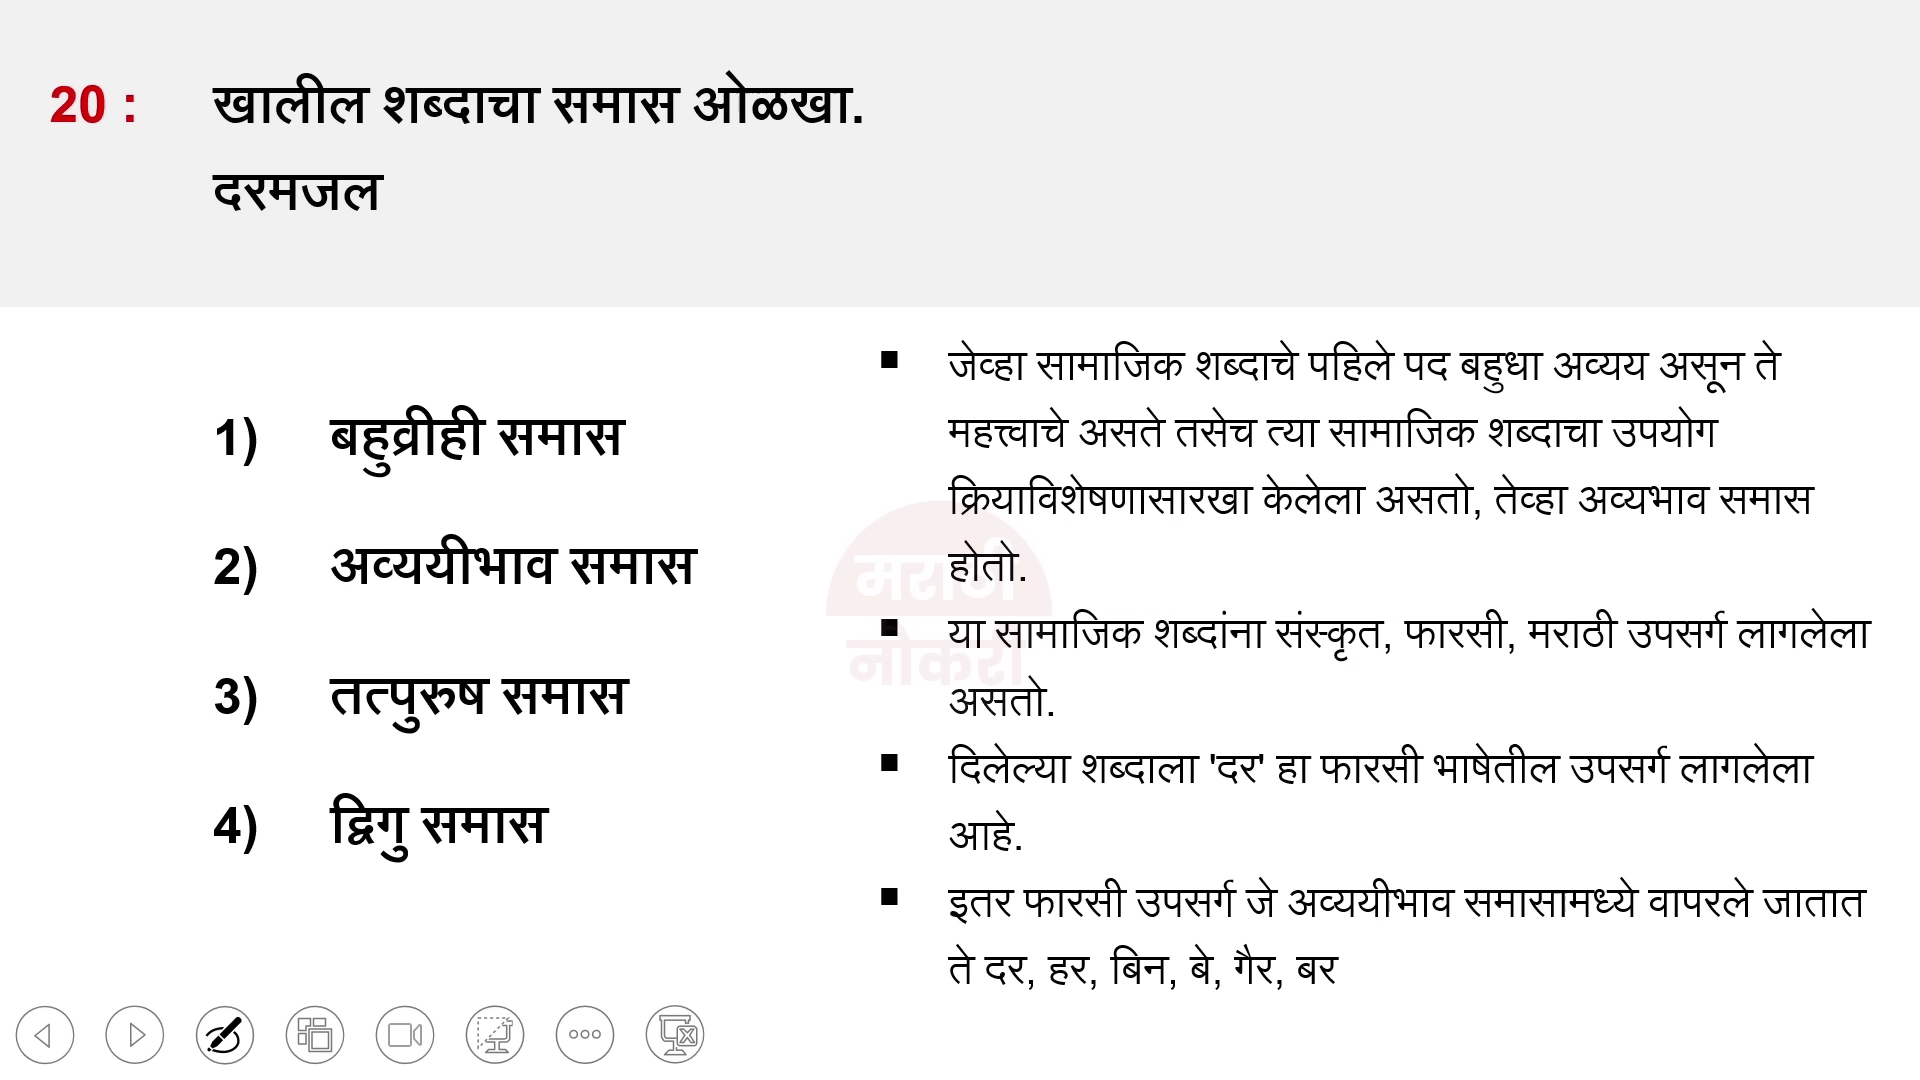 20 : खालील शब्दाचा समास ओळखा.
दरमजल
1) बहुव्रीही समास
2) अव्ययीभाव समास
3) तत्पुरुष समास
4) द्विगु समास
▪ जेव्हा सामाजिक शब्दाचे पहिले पद बहुधा अव्यय असून ते
महत्त्वाचे असते तसेच त्या सामाजिक शब्दाचा उपयोग
क्रियाविशेषणासारखा केलेला असतो, तेव्हा अव्यभाव समास
होतो.
▪ या सामाजिक शब्दांना संस्कृत, फारसी, मराठी उपसर्ग लागलेला
असतो.
▪ दिलेल्या शब्दाला 'दर' हा फारसी भाषेतील उपसर्ग लागलेला
आहे.
▪ इतर फारसी उपसर्ग जे अव्ययीभाव समासामध्ये वापरले जातात
ते दर, हर, बिन, बे, गैर, बर
मराठी
नोकरी